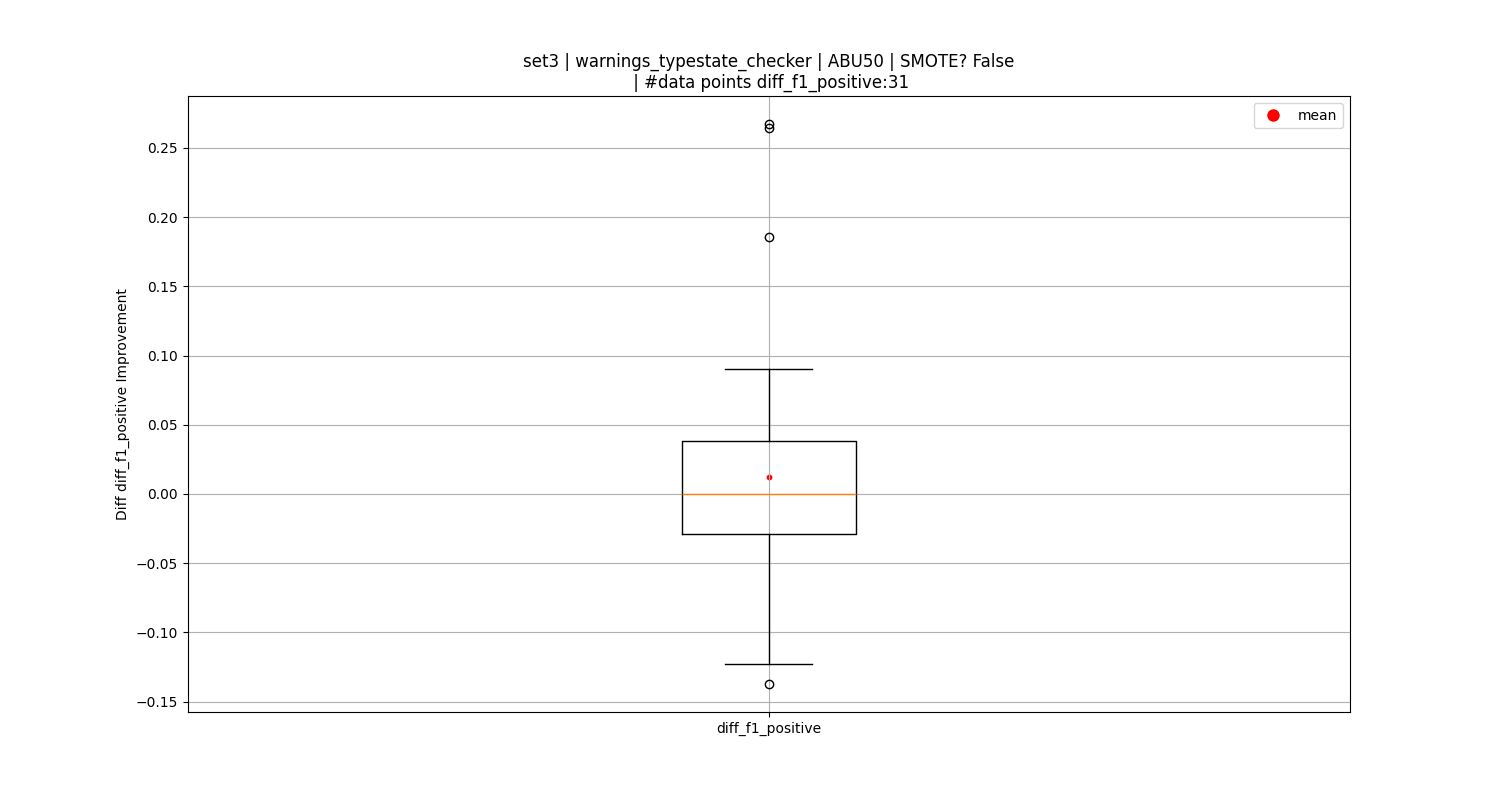 set3 | warnings_typestate_checker | ABU50 | SMOTE? False
| #data points diff_f1_positive:31
mean
0.25
0.20
0.15
0.10
0.05
0.00
−0.05
−0.10
−0.15
Diff diff_f1_positive Improvement
diff_f1_positive